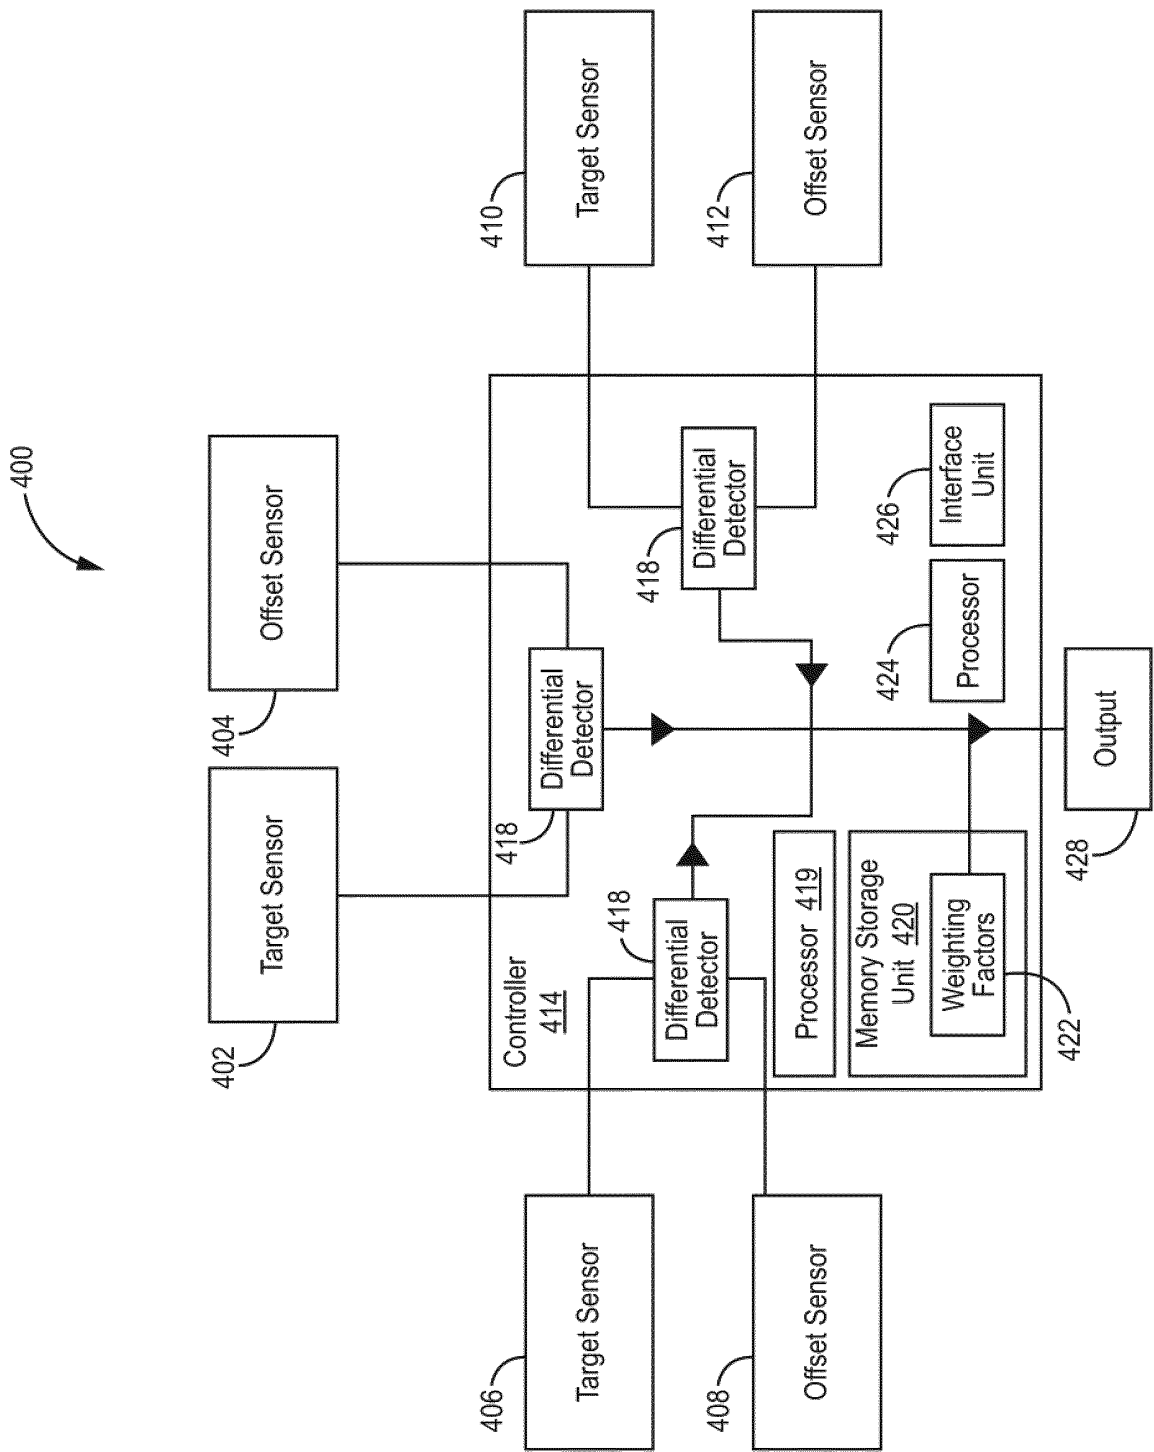 400
Target Sensor
402
Offset Sensor
404
Target Sensor
406
Offset Sensor
408
Target Sensor
410
Offset Sensor
412
Controller
414
Differential
Detector
418
Differential
Detector
418
Differential
Detector
418
Processor 419
Memory Storage
Unit 420
Weighting
Factors
422
Processor
424
Interface
Unit
426
Output
428